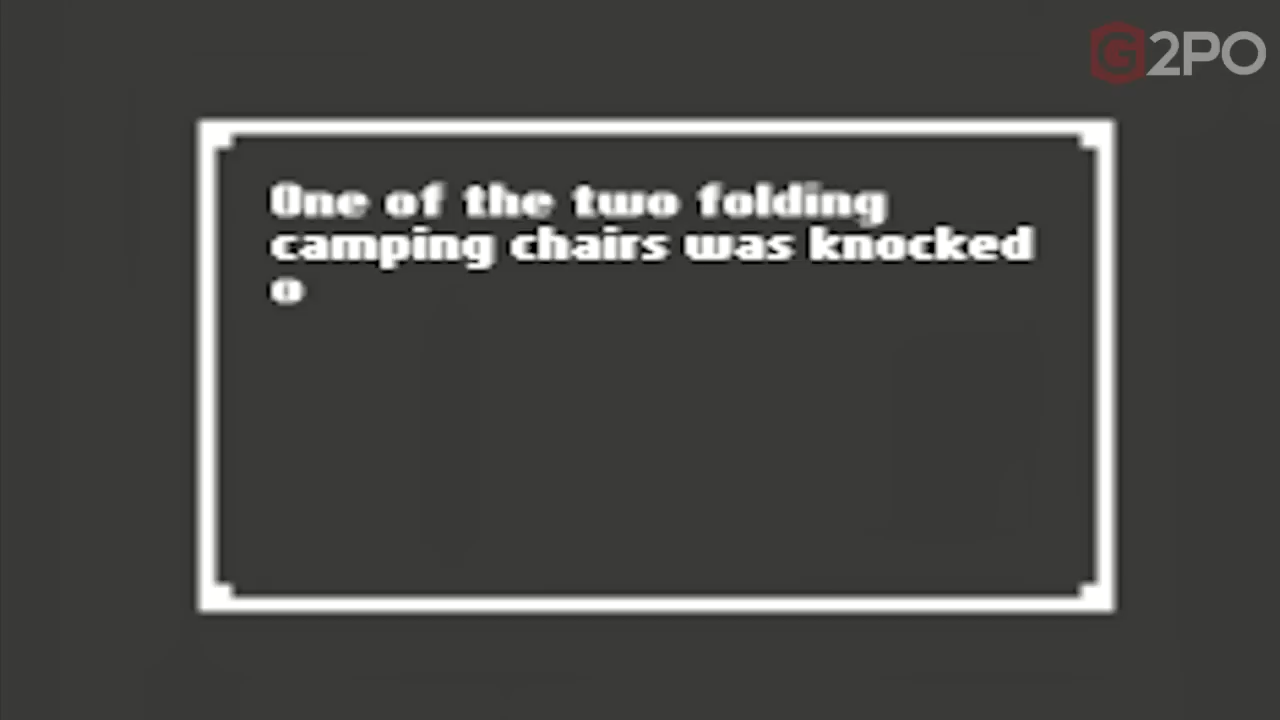 G2PO
One of the two folding
camping chairs was knocked
o